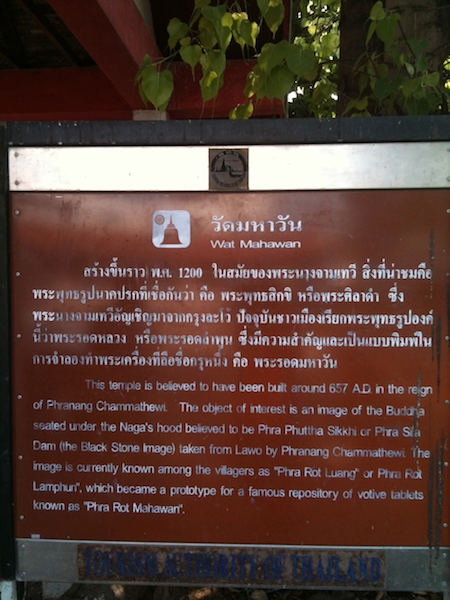 วัดมหาวัน
Wat Mahawan
สร้างขึ้นราว พ.ศ. 1200 ในสมัยของพระนางจามเทวี สิ่งที่น่าชมคือ
พระพุทธรูปนาคปรกที่เชื่อกันว่า คือ พระพุทธสิกขิ หรือพระศิลาดำ ซึ่ง
พระนางจามเทวีอัญเชิญมาจากกรุงละโว้ ปัจจุบันชาวเมืองเรียกพระพุทธรูปองค์
นี้ว่าพระรอดหลวง หรือพระรอดลำพูน ซึ่งมีความสำคัญและเป็นแบบพิมพ์ใน
การจำลองทำพระเครื่องที่ลือชื่อกรุหนึ่ง คือ พระรอดมหาวัน
This temple is believed to have been built around 657 A.D. in the reign
of Phranang Chammathewi. The object of interest is an image of the Buddha
seated under the Naga's hood believed to be Phra Phuttha Sikkhi or Phra Sila
Dam (the Black Stone Image) taken from Lawo by Phranang Chammathewi. The
image is currently known among the villagers as "Phra Rot Luang" or Phra Rot
Lamphun", which became a prototype for a famous repository of votive tablets
known as "Phra Rot Mahawan".
TOURISM AUTHORITY OF THAILAND